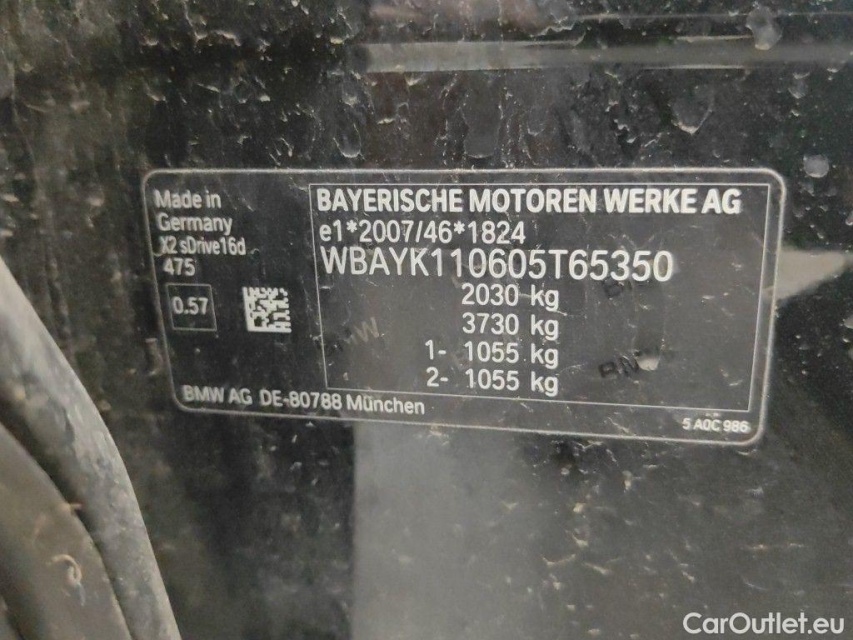 Made in
Germany
X2 sDrive16d
475
0.57
BAYERISCHE MOTOREN WERKE AG
e1*2007/46*1824
WBAYK110605T65350
2030 kg
3730 kg
1- 1055 kg
2- 1055 kg
BMW AG DE-80788 München
5 A0C 986
CarOutlet.eu